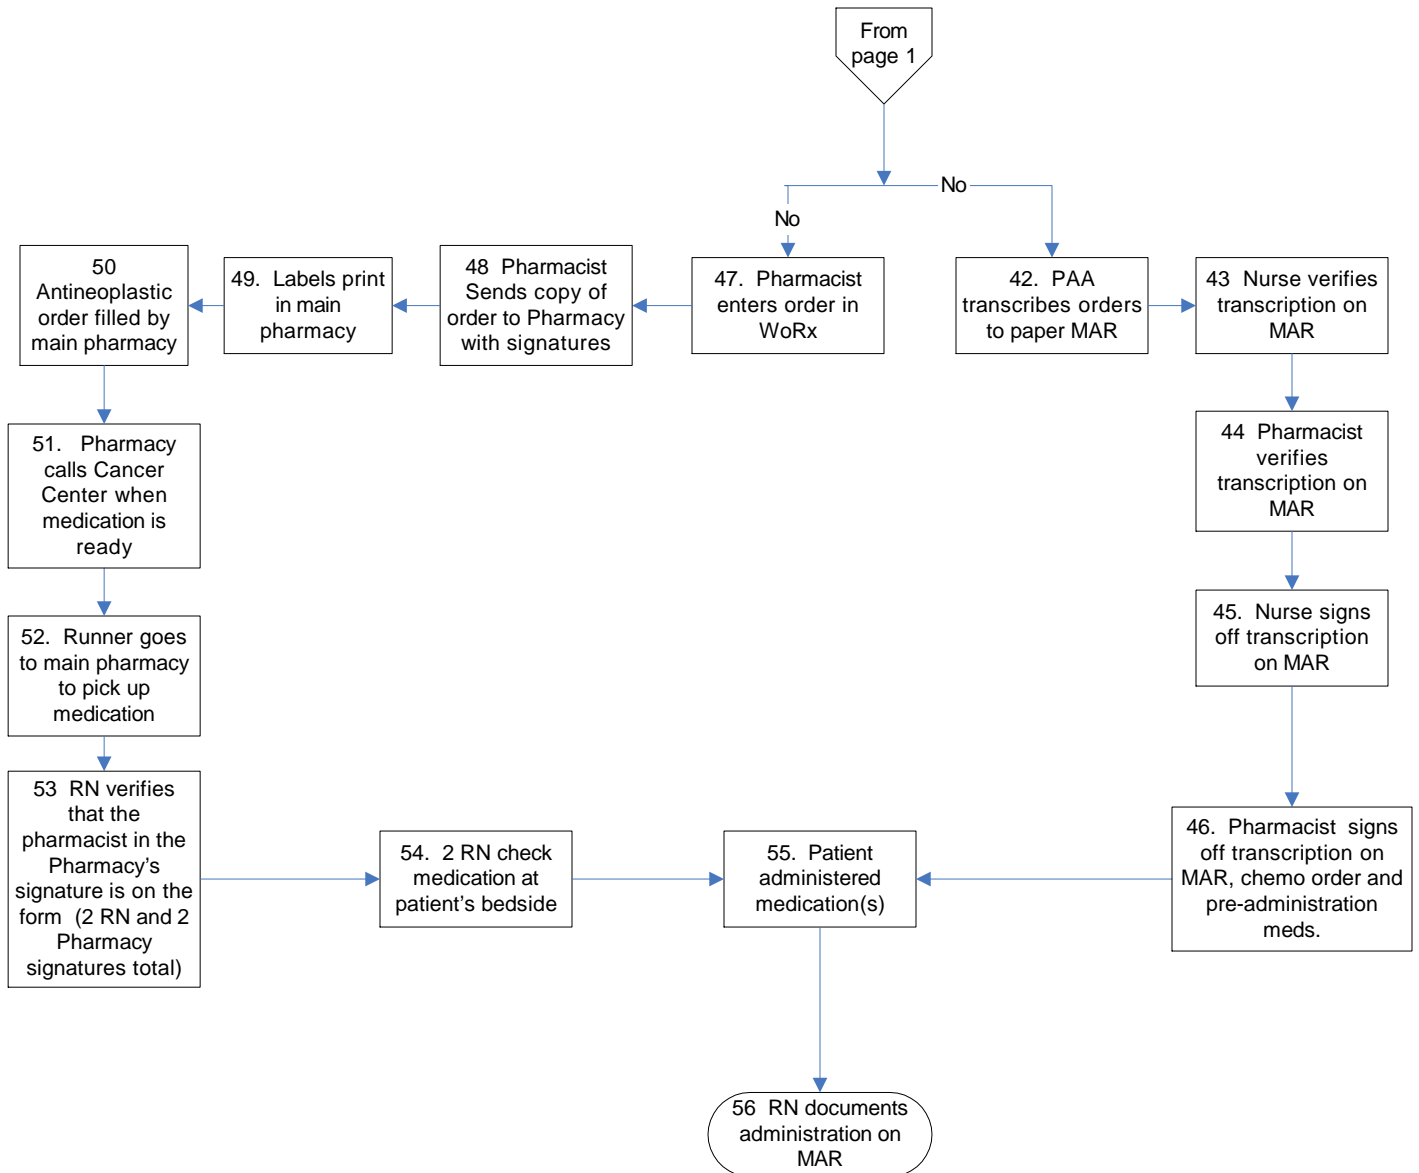 From
page 1
No
No
50
Antineoplastic
order filled by
main pharmacy
49. Labels print
in main
pharmacy
48 Pharmacist
Sends copy of
order to Pharmacy
with signatures
47. Pharmacist
enters order in
WoRx
42. PAA
transcribes orders
to paper MAR
43 Nurse verifies
transcription on
MAR
51. Pharmacy
calls Cancer
Center when
medication is
ready
44 Pharmacist
verifies
transcription on
MAR
52. Runner goes
to main pharmacy
to pick up
medication
45. Nurse signs
off transcription
on MAR
53 RN verifies
that the
pharmacist in the
Pharmacy's
signature is on the
form (2 RN and 2
Pharmacy
signatures total)
54. 2 RN check
medication at
patient's bedside
55. Patient
administered
medication(s)
46. Pharmacist signs
off transcription on
MAR, chemo order and
pre-administration
meds.
56 RN documents
administration on
MAR